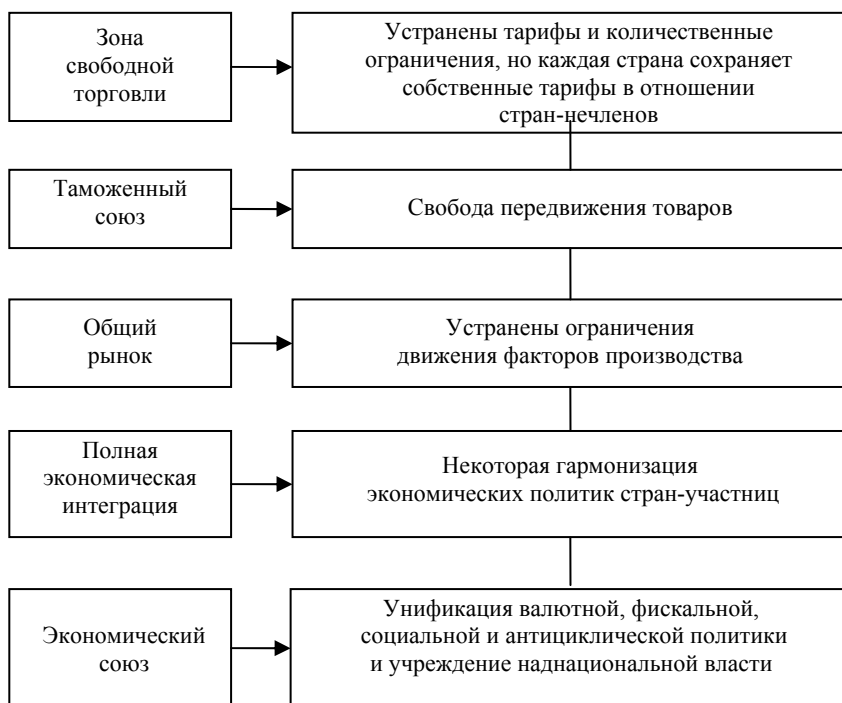 Зона
свободной
торговли
Устранены тарифы и количественные
ограничения, но каждая страна сохраняет
собственные тарифы в отношении
стран-нечленов
Таможенный
союз
Свобода передвижения товаров
Общий
рынок
Устранены ограничения
движения факторов производства
Полная
экономическая
интеграция
Некоторая гармонизация
экономических политик стран-участниц
Экономический
союз
Унификация валютной, фискальной,
социальной и антициклической политики
и учреждение наднациональной власти